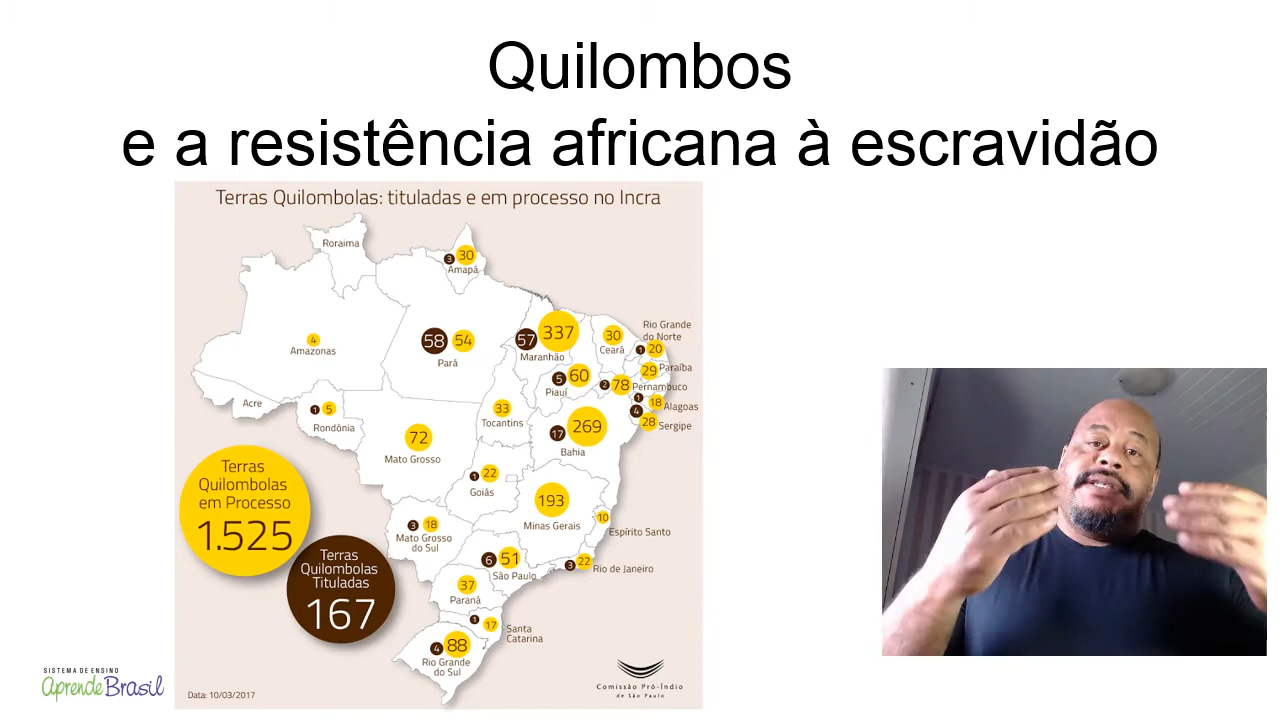 Quilombos
e a resistência africana à escravidão
Terras Quilombolas: tituladas e em processo no Incra
Roraima
3 30
Amapá
4
Amazonas
58 54
Pará
57 337
Maranhão
30
Ceará
Rio Grande
do Norte
1 20
29 Paraíba
5 60
Piauí
2 78 Pernambuco
1 18 Alagoas
4 28 Sergipe
Acre
1 5
Rondônia
33
Tocantins
17 269
Bahia
72
Mato Grosso
1 22
Goiás
193
Minas Gerais
10
Espírito Santo
3 18
Mato Grosso
do Sul
6 51
São Paulo
3 22 Rio de Janeiro
37
Paraná
1 17 Santa
Catarina
4 88
Rio Grande
do Sul
Terras
Quilombolas
em Processo
1.525
Terras
Quilombolas
Tituladas
167
Data: 10/03/2017
Comissão Pró-Índio
de São Paulo
SISTEMA DE ENSINO
aprende Brasil